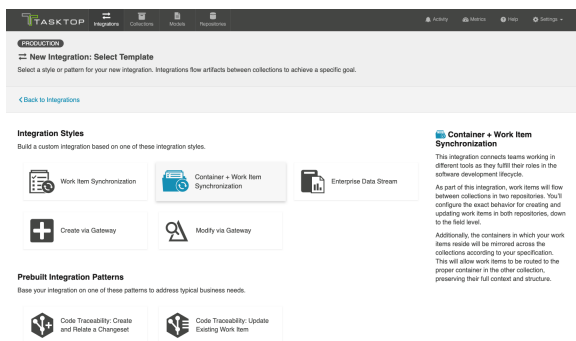 TASKTOP
Integrations
Collections
Models
Repositories
Activity
Metrics
Help
Settings
PRODUCTION
New Integration: Select Template
Select a style or pattern for your new integration. Integrations flow artifacts between collections to achieve a specific goal.
Back to Integrations
Integration Styles
Build a custom integration based on one of these integration styles.
Work Item Synchronization
Container + Work Item
Synchronization
Enterprise Data Stream
Create via Gateway
Modify via Gateway
Prebuilt Integration Patterns
Base your integration on one of these patterns to address typical business needs.
Code Traceability: Create
and Relate a Changeset
Code Traceability: Update
Existing Work Item
Container + Work Item
Synchronization
This integration connects teams working in
different tools as they fulfill their roles in the
software development lifecycle.
As part of this integration, work items will flow
between collections in two repositories. You'll
configure the exact behavior for creating and
updating work items in both repositories, down
to the field level.
Additionally, the containers in which your work
items reside will be mirrored across the
collections according to your specification.
This will allow work items to be routed to the
proper container in the other collection,
preserving their full context and structure.